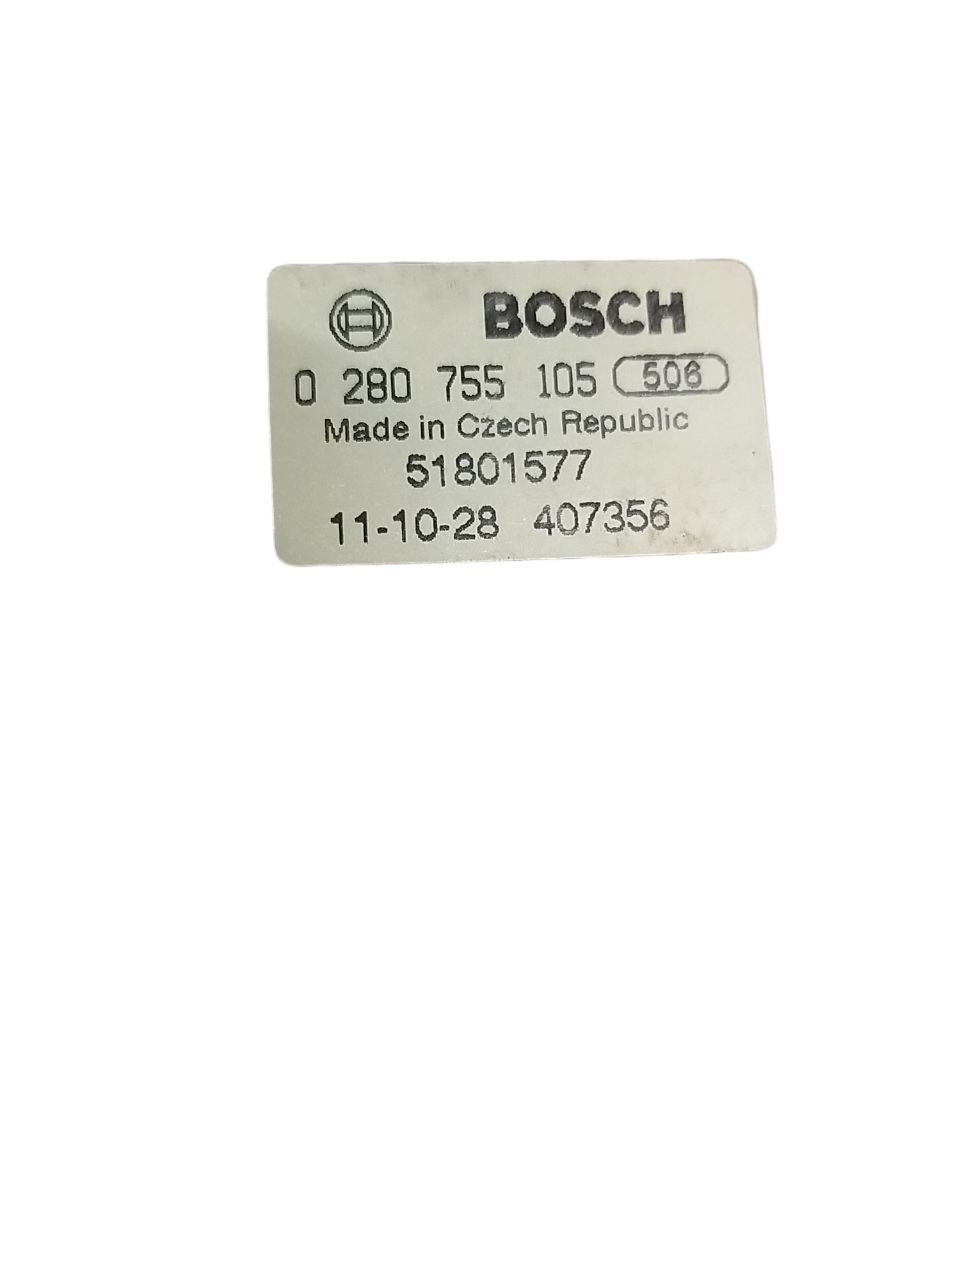 BOSCH
0 280 755 105 506
Made in Czech Republic
51801577
11-10-28 407356